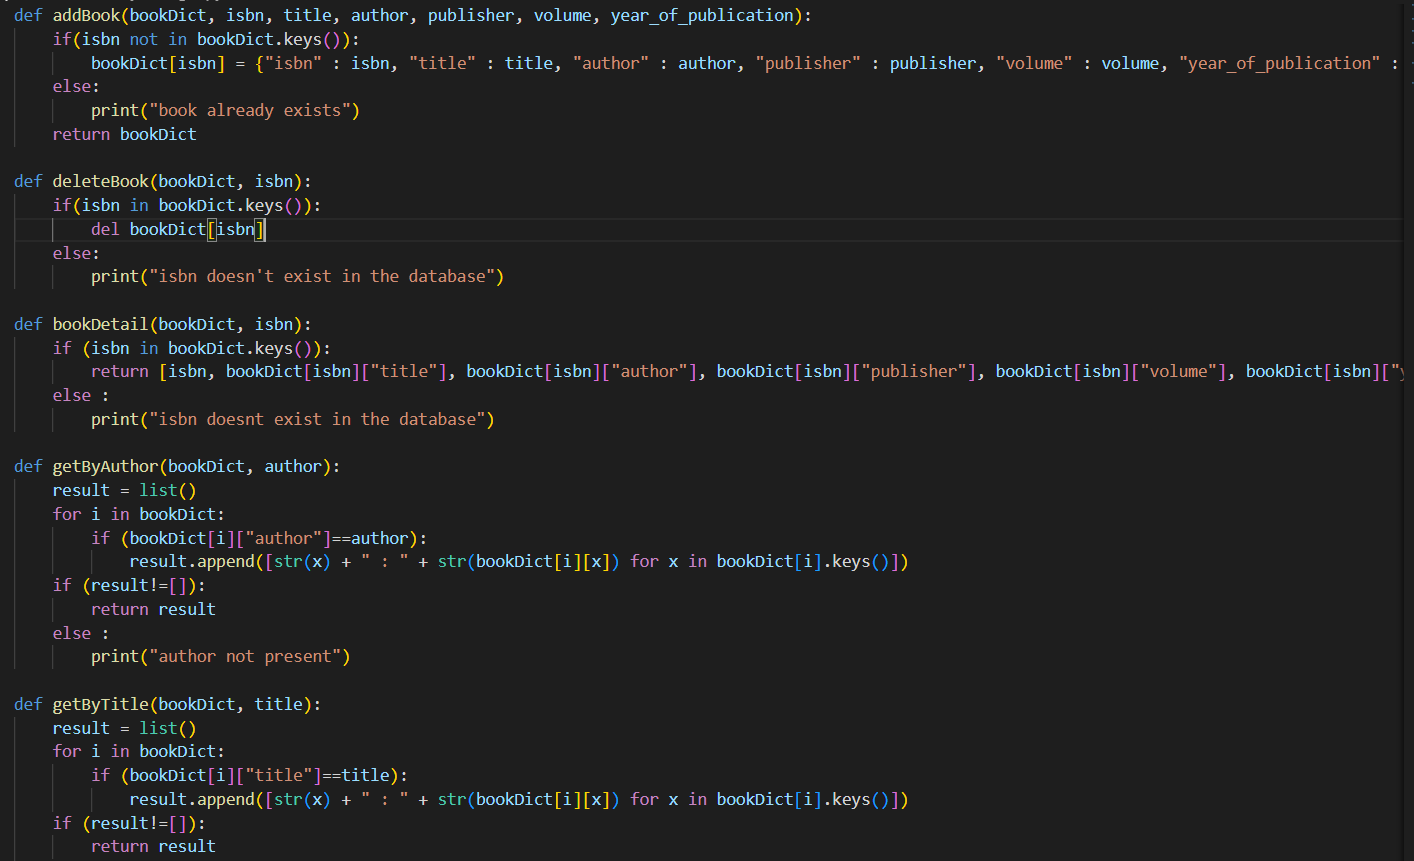 def addBook(bookDict, isbn, title, author, publisher, volume, year_of_publication):
    if(isbn not in bookDict.keys()):
        bookDict[isbn] = {"isbn" : isbn, "title" : title, "author" : author, "publisher" : publisher, "volume" : volume, "year_of_publication" :
    else:
        print("book already exists")
    return bookDict

def deleteBook(bookDict, isbn):
    if(isbn in bookDict.keys()):
        del bookDict[isbn]
    else:
        print("isbn doesn't exist in the database")

def bookDetail(bookDict, isbn):
    if (isbn in bookDict.keys()):
        return [isbn, bookDict[isbn]["title"], bookDict[isbn]["author"], bookDict[isbn]["publisher"], bookDict[isbn]["volume"], bookDict[isbn]["y
    else :
        print("isbn doesnt exist in the database")

def getByAuthor(bookDict, author):
    result = list()
    for i in bookDict:
        if (bookDict[i]["author"]==author):
            result.append([str(x) + " : " + str(bookDict[i][x]) for x in bookDict[i].keys()])
    if (result!=[]):
        return result
    else :
        print("author not present")

def getByTitle(bookDict, title):
    result = list()
    for i in bookDict:
        if (bookDict[i]["title"]==title):
            result.append([str(x) + " : " + str(bookDict[i][x]) for x in bookDict[i].keys()])
    if (result!=[]):
        return result